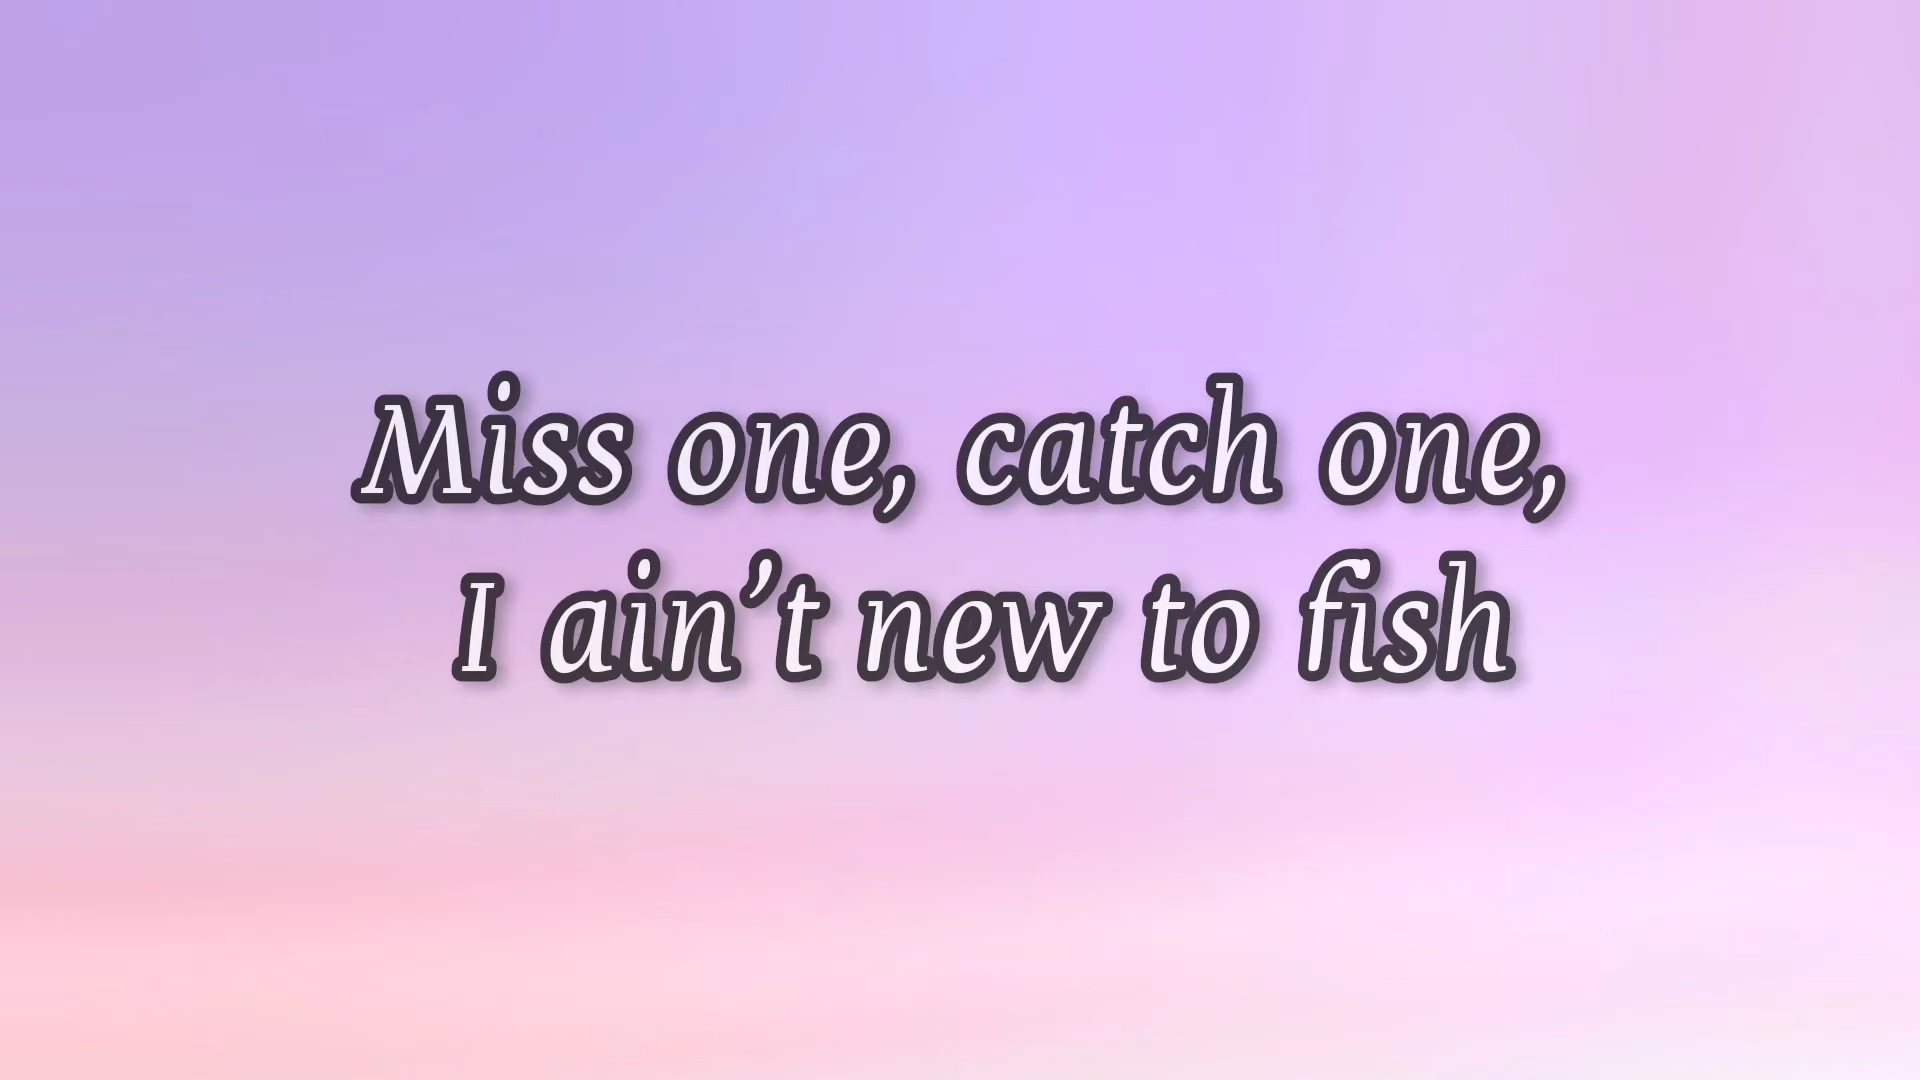 Miss one, catch one,
I ain’t new to fish